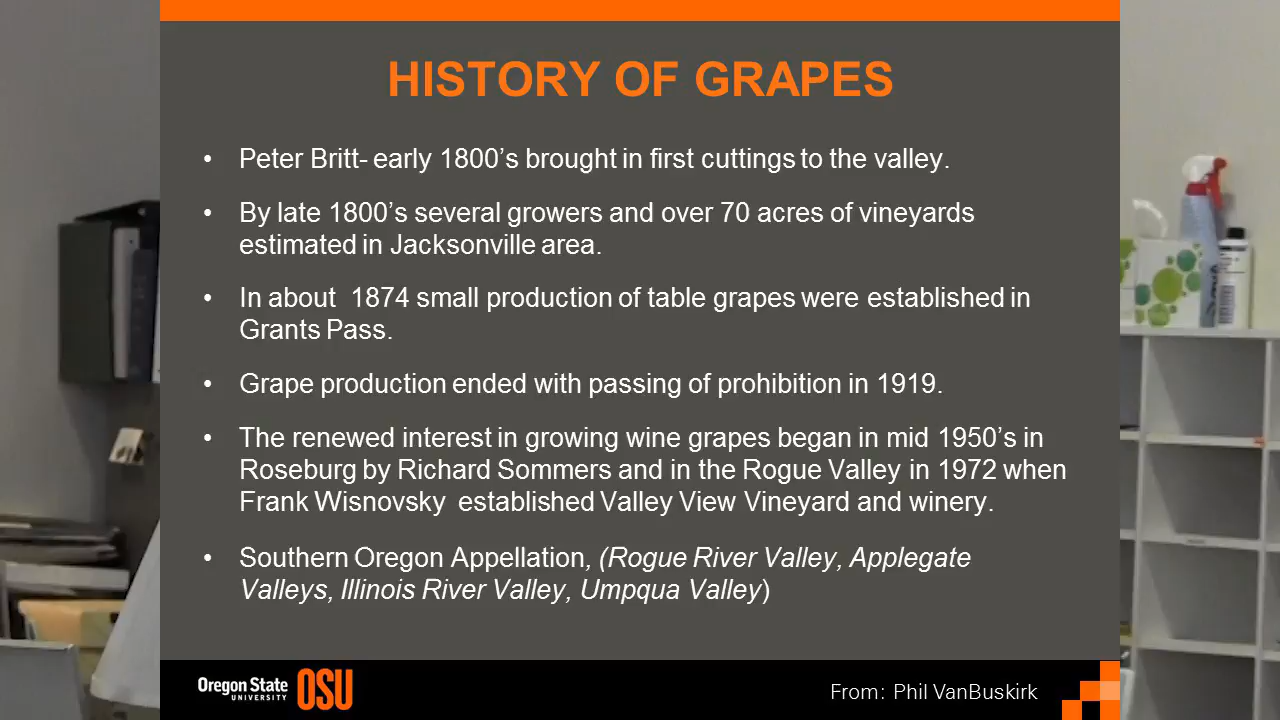 HISTORY OF GRAPES
• Peter Britt- early 1800’s brought in first cuttings to the valley.
• By late 1800’s several growers and over 70 acres of vineyards
estimated in Jacksonville area.
• In about  1874 small production of table grapes were established in
Grants Pass.
• Grape production ended with passing of prohibition in 1919.
• The renewed interest in growing wine grapes began in mid 1950’s in
Roseburg by Richard Sommers and in the Rogue Valley in 1972 when
Frank Wisnovsky  established Valley View Vineyard and winery.
• Southern Oregon Appellation, (Rogue River Valley, Applegate
Valleys, Illinois River Valley, Umpqua Valley)
Oregon State
UNIVERSITY
OSU
From: Phil VanBuskirk